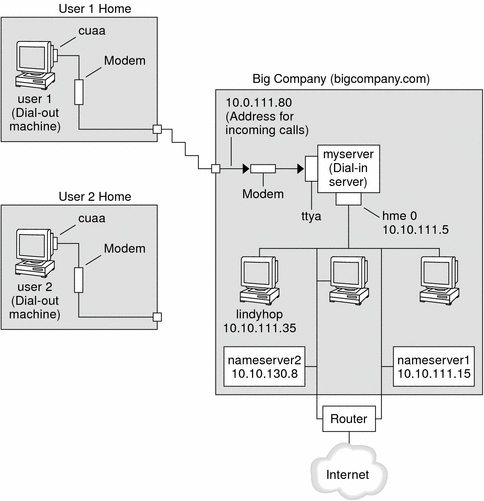 User 1 Home
cuaa
Modem
user 1
(Dial-out
machine)
User 2 Home
cuaa
Modem
user 2
(Dial-out
machine)
Big Company (bigcompany.com)
10.0.111.80
(Address for
incoming calls)
Modem
myserver
(Dial-in
server)
ttya
hme 0
10.10.111.5
lindyhop
10.10.111.35
nameserver2
10.10.130.8
nameserver1
10.10.111.15
Router
Internet